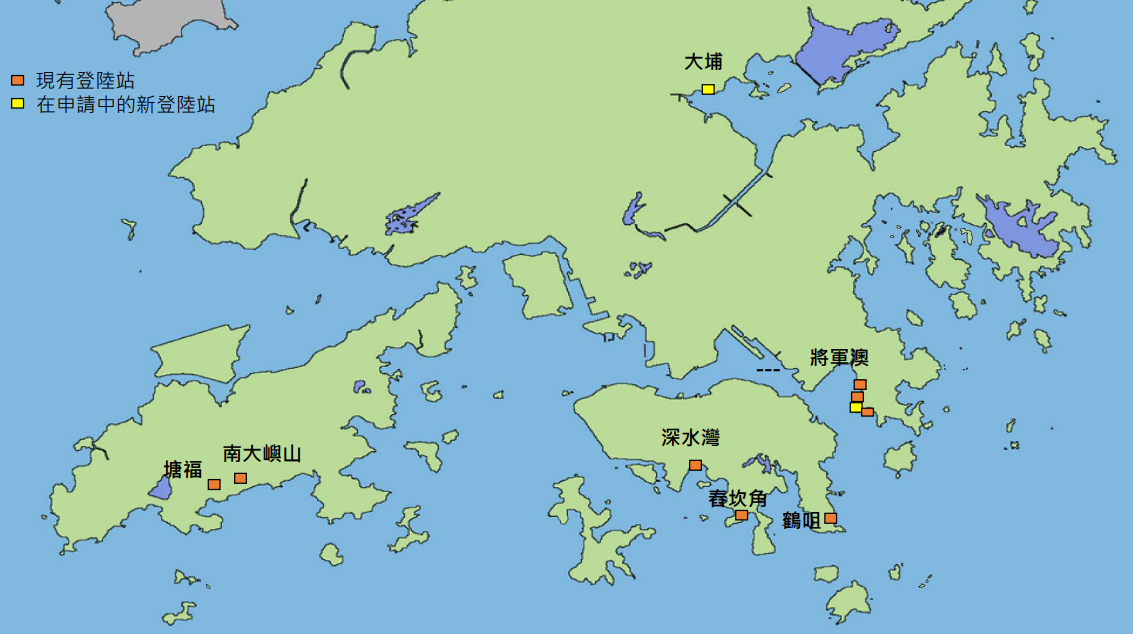 大埔
現有登陸站
在申請中的新登陸站
將軍澳
深水灣
南大嶼山
塘福
舂坎角
鶴咀